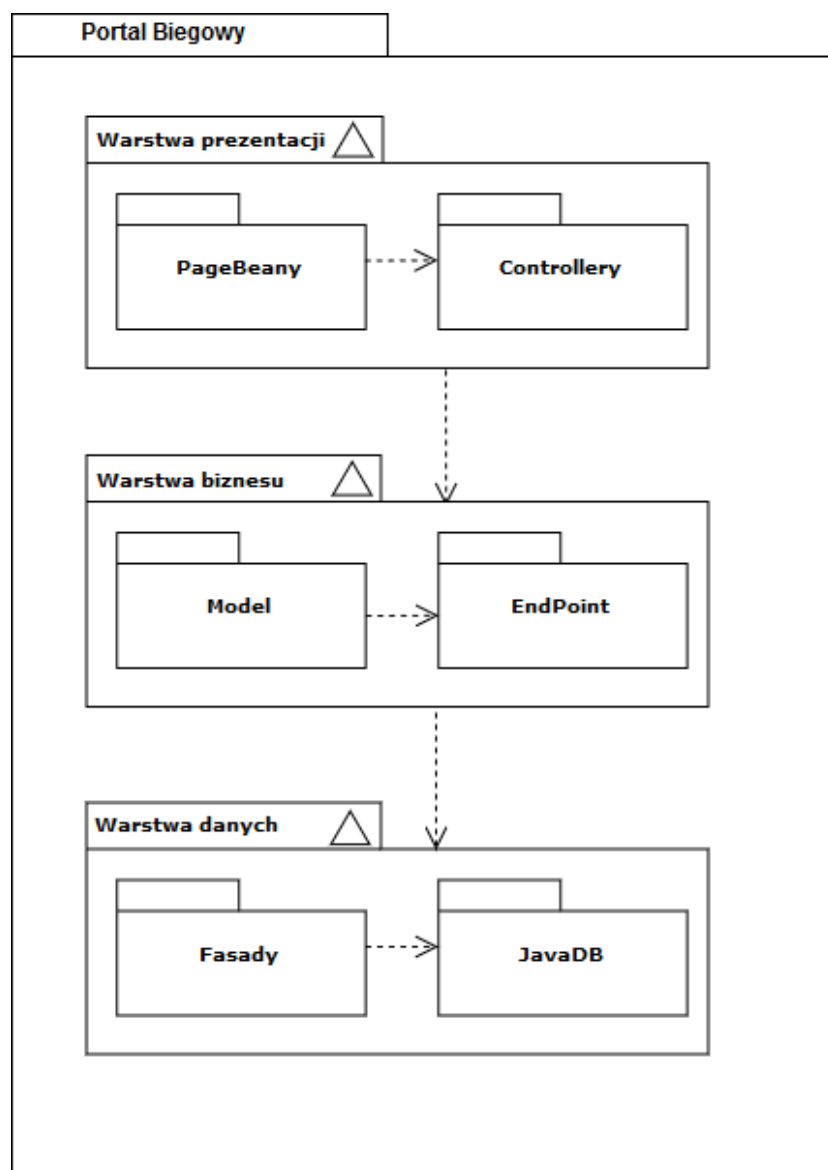 Portal Biegowy
Warstwa prezentacji
PageBeany
Controllery
Warstwa biznesu
Model
EndPoint
Warstwa danych
Fasady
JavaDB